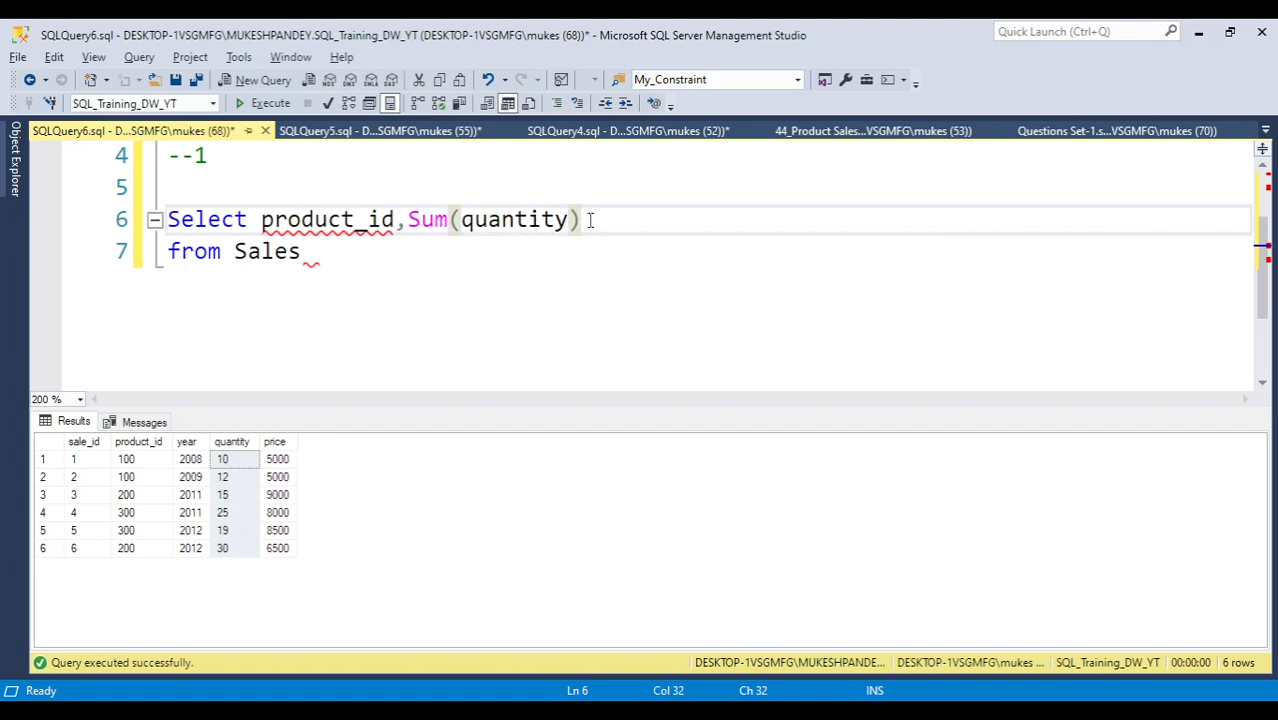 SQLQuery6.sql - DESKTOP-1VSGMFG\MUKESHPANDEY.SQL_Training_DW_YT (DESKTOP-1VSGMFG\mukes (68))* - Microsoft SQL Server Management Studio
Quick Launch (Ctrl+Q)
File Edit View Query Project Tools Window Help
New Query My_Constraint
SQL_Training_DW_YT Execute
SQLQuery6.sql - D...SGMFG\mukes (68))* SQLQuery5.sql - D...SGMFG\mukes (55))* SQLQuery4.sql - D...SGMFG\mukes (52))* 44_Product Sales...VSGMFG\mukes (53)) Questions Set-1.s...VSGMFG\mukes (70))
Object Explorer
4 --1
5
6 Select product_id,Sum(quantity)
7 from Sales
200 %
Results Messages
sale_id product_id year quantity price
1 1 100 2008 10 5000
2 2 100 2009 12 5000
3 3 200 2011 15 9000
4 4 300 2011 25 8000
5 5 300 2012 19 8500
6 6 200 2012 30 6500
Query executed successfully. DESKTOP-1VSGMFG\MUKESHPANDE... DESKTOP-1VSGMFG\mukes ... SQL_Training_DW_YT 00:00:00 6 rows
Ready Ln 6 Col 32 Ch 32 INS